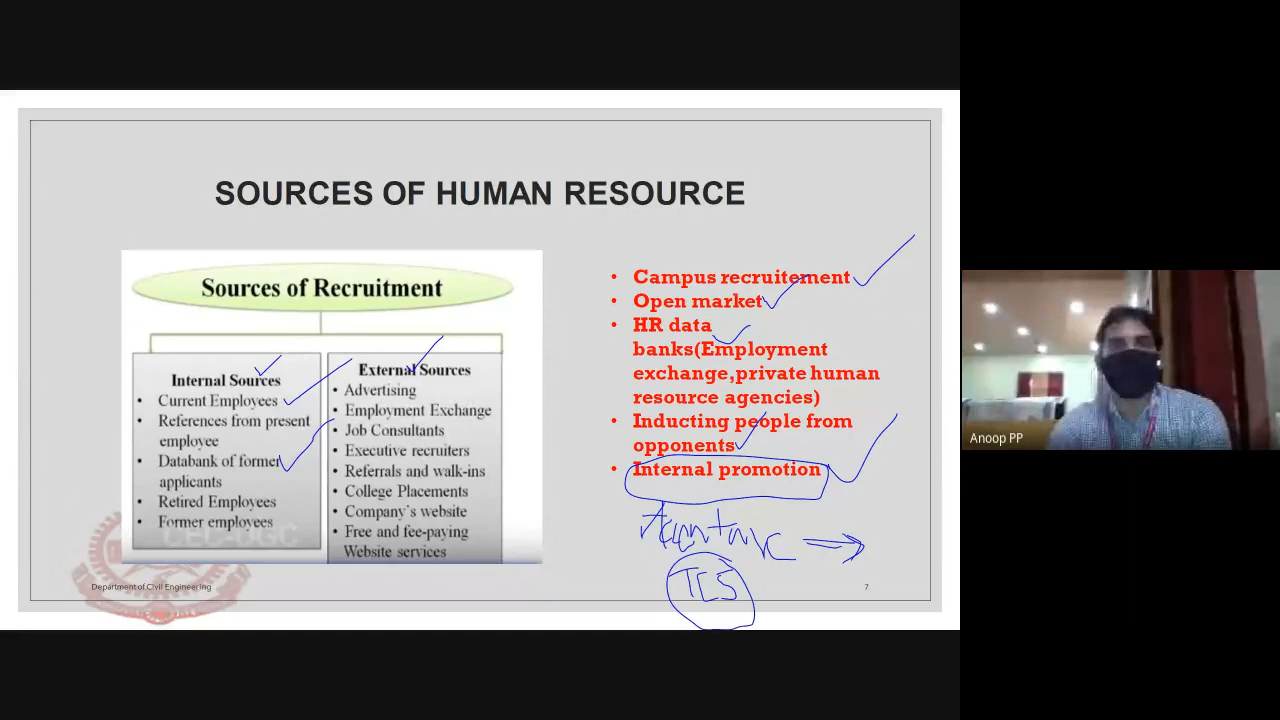 SOURCES OF HUMAN RESOURCE
Sources of Recruitment
Internal Sources
• Current Employees
• References from present
employee
• Databank of former
applicants
• Retired Employees
• Former employees
CEC-UGC
External Sources
• Advertising
• Employment Exchange
• Job Consultants
• Executive recruiters
• Referrals and walk-ins
• College Placements
• Company's website
• Free and fee-paying
Website services
• Campus recruitement
• Open market
• HR data
banks(Employment
exchange,private human
resource agencies)
• Inducting people from
opponents
• Internal promotion
TCS
Department of Civil Engineering
7
Anoop PP